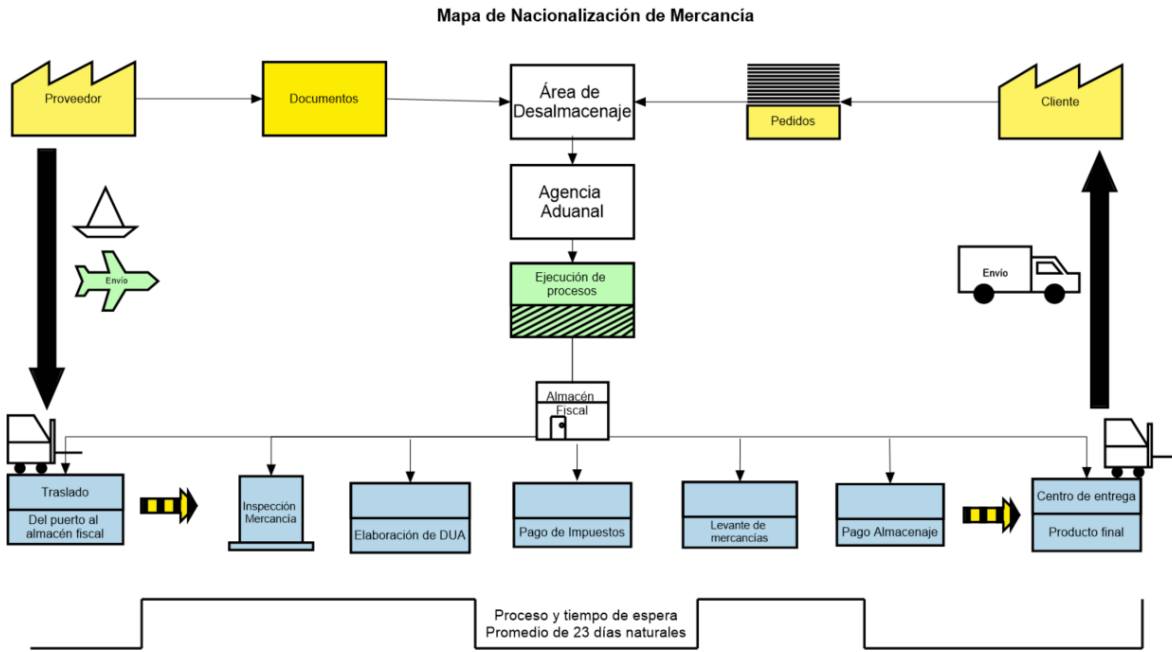 Mapa de Nacionalización de Mercancía
Proveedor
Documentos
Área de
Desalmacenaje
Pedidos
Cliente
Agencia
Aduanal
Envío
Ejecución de
procesos
Envío
Almacén
Fiscal
Traslado
Del puerto al
almacén fiscal
Inspección
Mercancía
Elaboración de DUA
Pago de Impuestos
Levante de
mercancías
Pago Almacenaje
Centro de entrega
Producto final
Proceso y tiempo de espera
Promedio de 23 días naturales